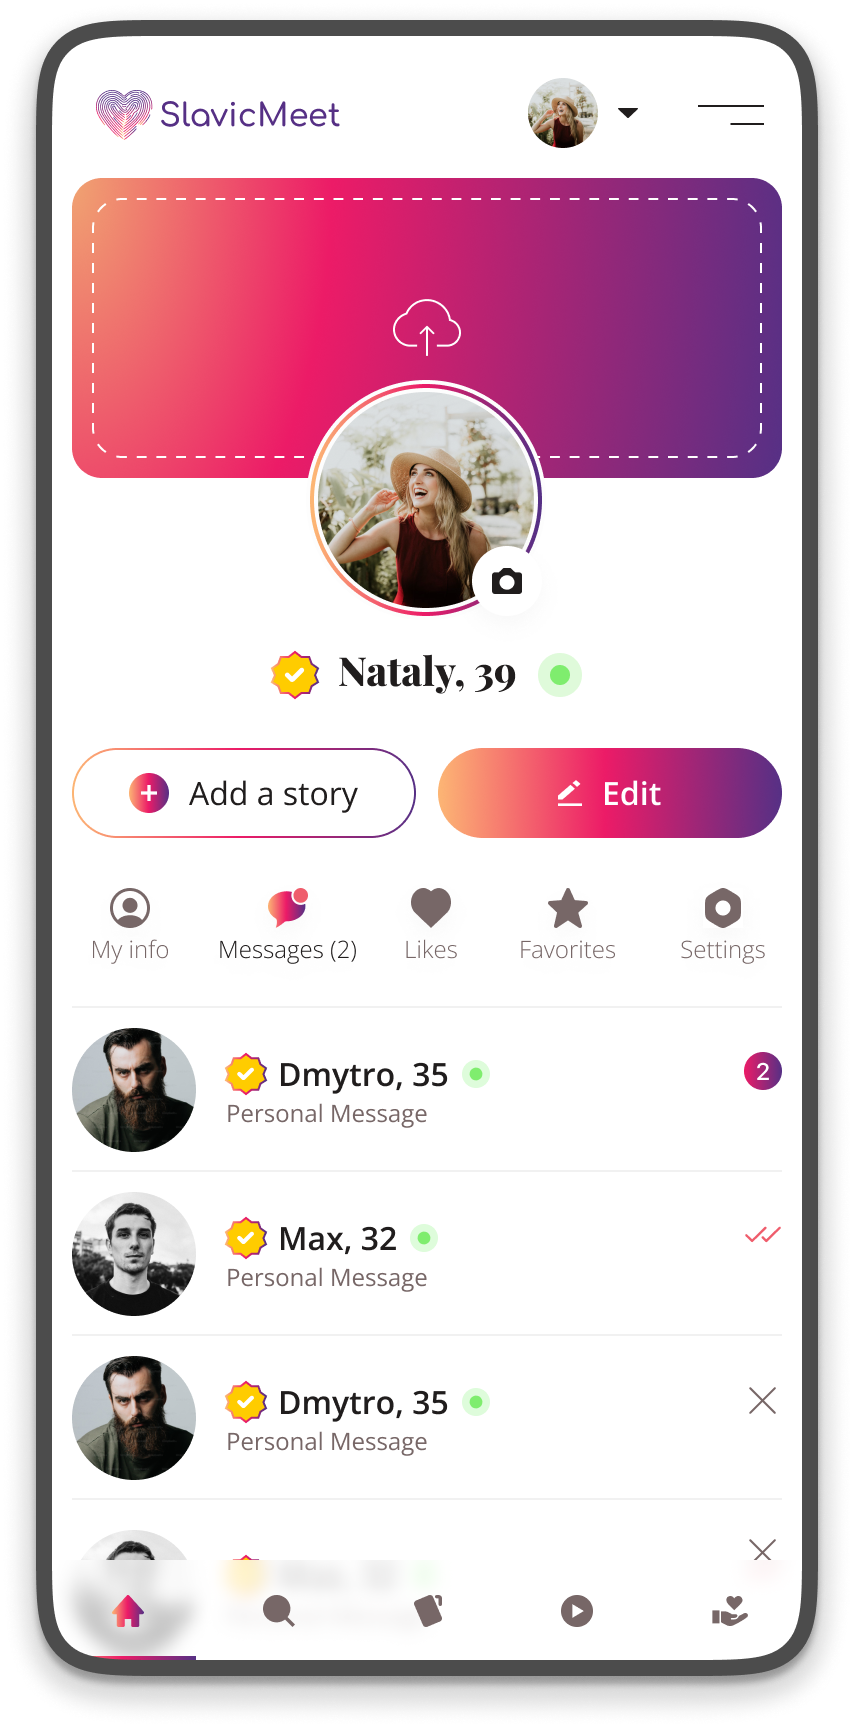 SlavicMeet
Nataly, 39
Add a story
Edit
My info
Messages (2)
Likes
Favorites
Settings
Dmytro, 35
2
Personal Message
Max, 32
Personal Message
Dmytro, 35
Personal Message